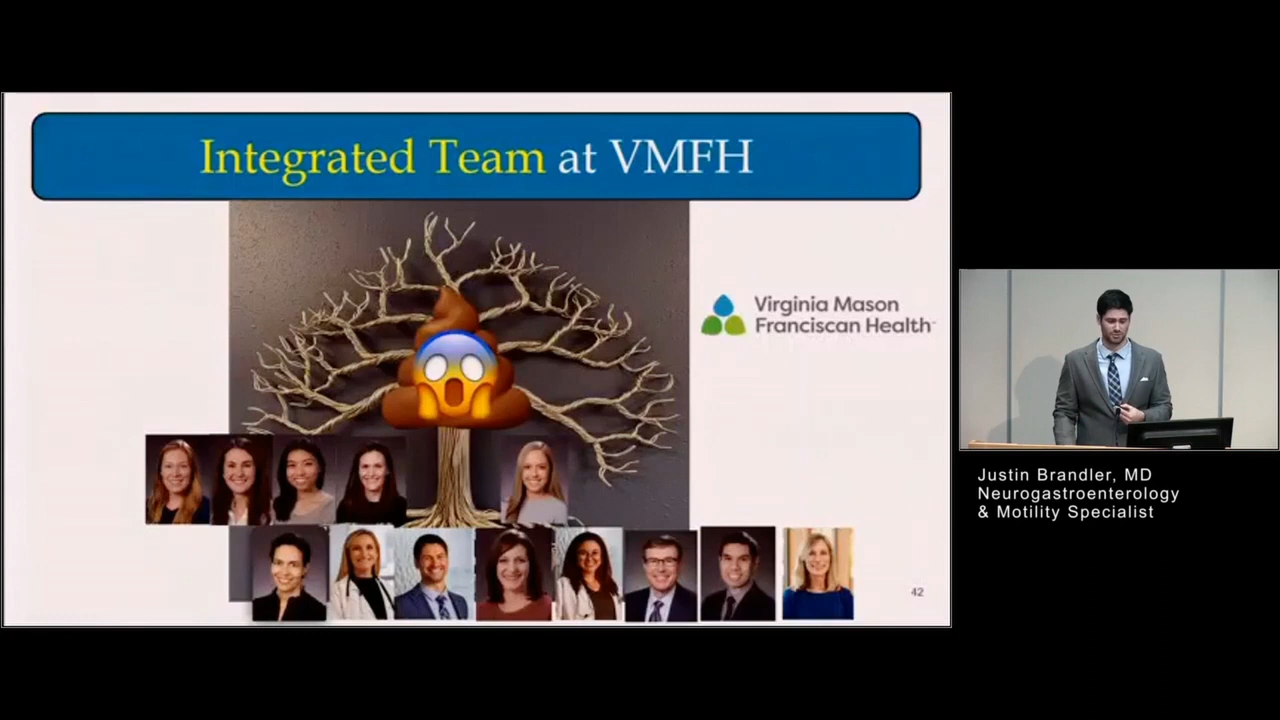 Integrated Team at VMFH
Virginia Mason
Franciscan Health
42
Justin Brandler, MD
Neurogastroenterology
& Motility Specialist